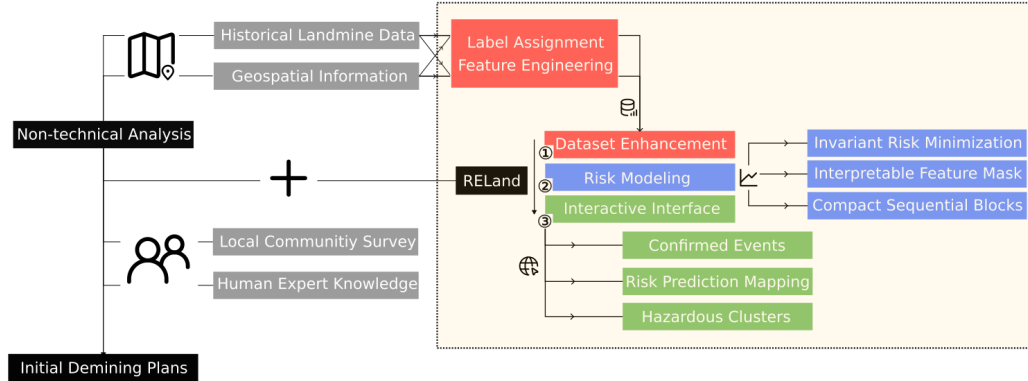 Historical Landmine Data
Geospatial Information
Label Assignment
Feature Engineering
Non-technical Analysis
RELand
①
Dataset Enhancement
②
Risk Modeling
③
Interactive Interface
Invariant Risk Minimization
Interpretable Feature Mask
Compact Sequential Blocks
Local Communitiy Survey
Human Expert Knowledge
Confirmed Events
Risk Prediction Mapping
Hazardous Clusters
Initial Demining Plans